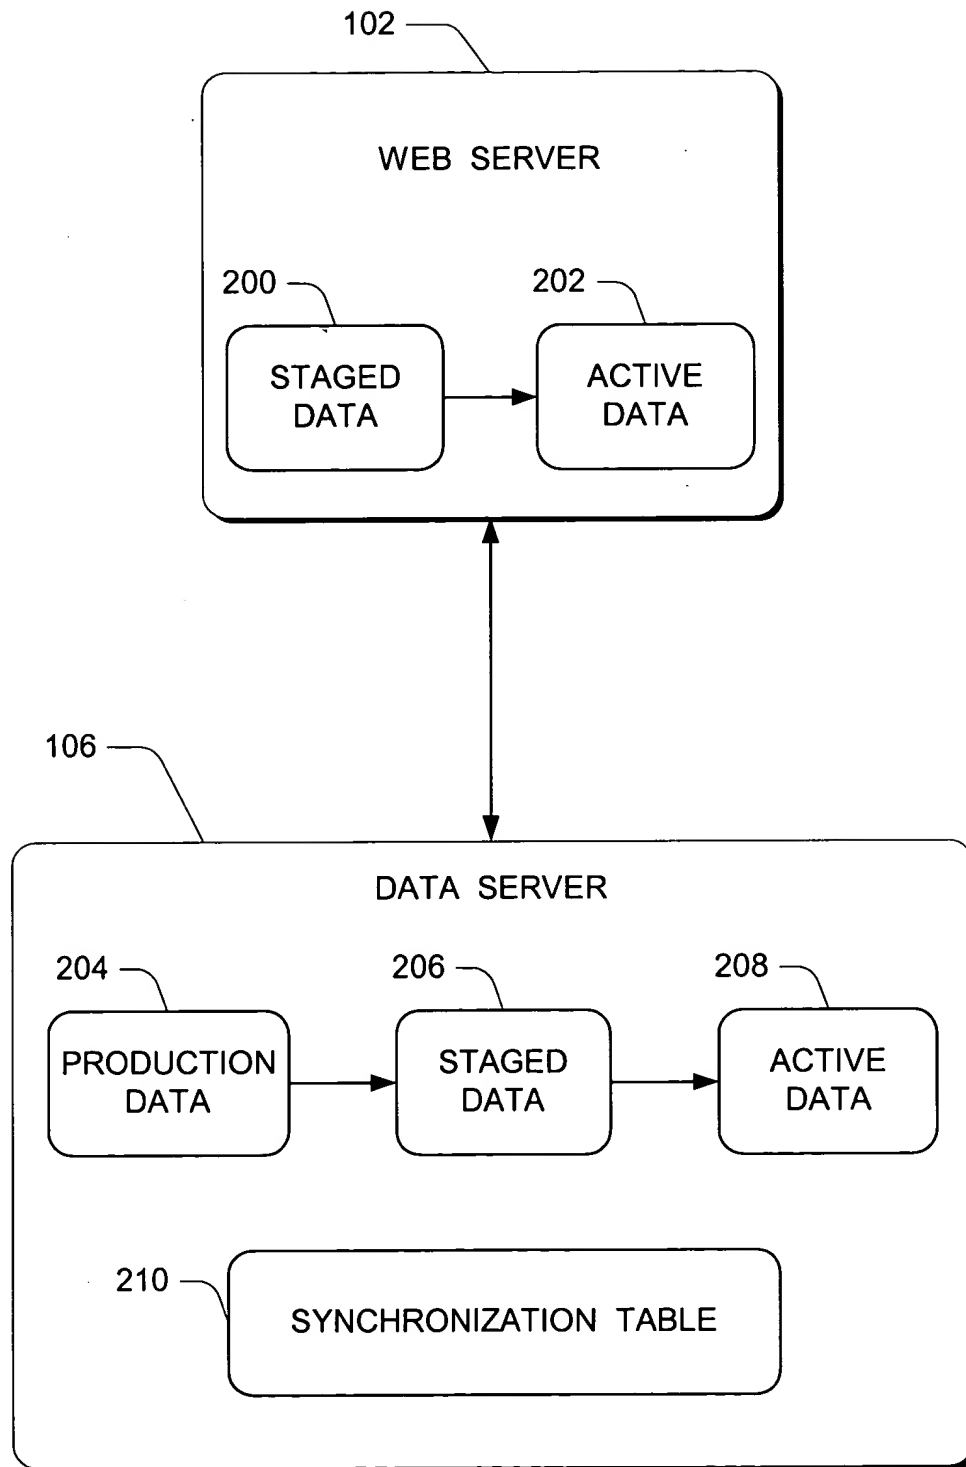 102
WEB SERVER
200
202
STAGED
DATA
ACTIVE
DATA
106
DATA SERVER
204
206
208
PRODUCTION
DATA
STAGED
DATA
ACTIVE
DATA
210
SYNCHRONIZATION TABLE